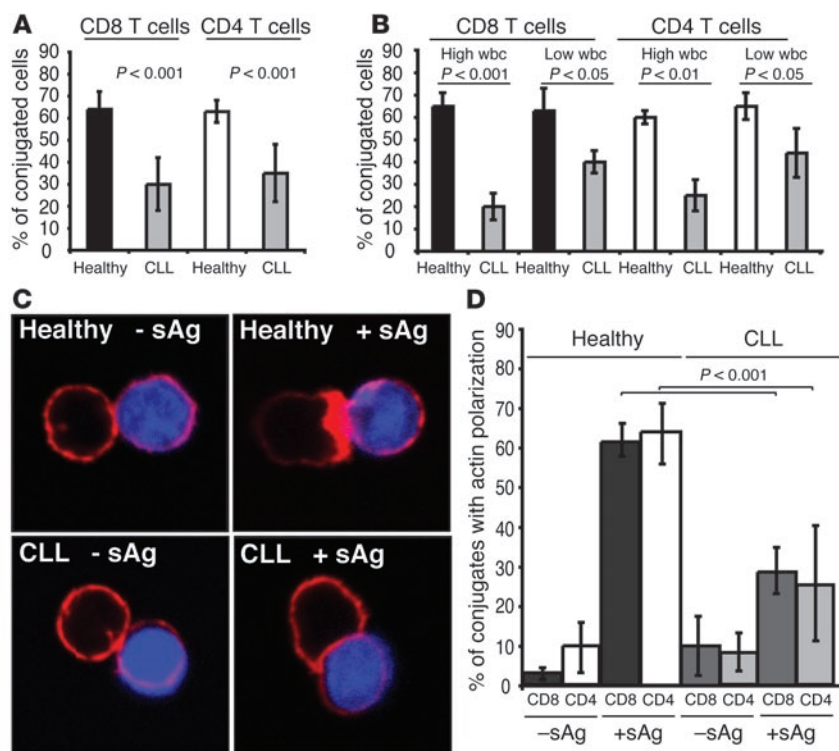 A
CD8 T cells CD4 T cells
P < 0.001 P < 0.001
% of conjugated cells
90
80
70
60
50
40
30
20
10
0
Healthy CLL Healthy CLL
B
CD8 T cells CD4 T cells
High wbc Low wbc High wbc Low wbc
P < 0.001 P < 0.05 P < 0.01 P < 0.05
% of conjugated cells
90
80
70
60
50
40
30
20
10
0
Healthy CLL Healthy CLL Healthy CLL Healthy CLL
C
Healthy - sAg
Healthy + sAg
CLL - sAg
CLL + sAg
D
% of conjugates with actin polarization
90
80
70
60
50
40
30
20
10
0
Healthy CLL
P < 0.001
CD8 CD4 CD8 CD4 CD8 CD4 CD8 CD4
–sAg +sAg –sAg +sAg